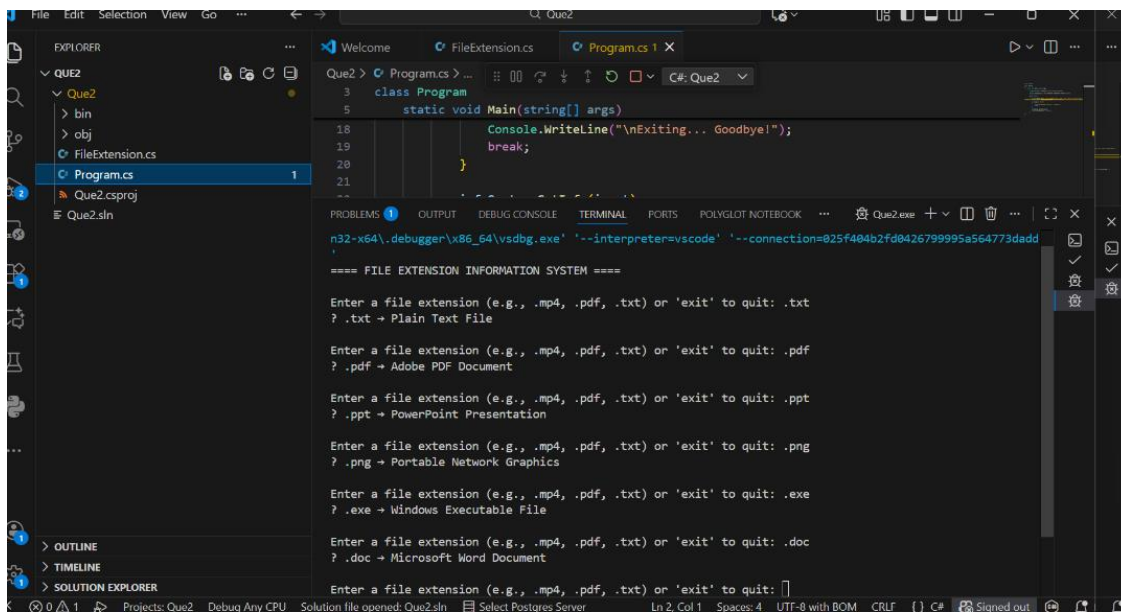 File Edit Selection View Go ··· Que2
EXPLORER ···
QUE2
Que2
bin
obj
FileExtension.cs
Program.cs 1
Que2.csproj
Que2.sln
OUTLINE
TIMELINE
SOLUTION EXPLORER
Welcome FileExtension.cs Program.cs 1
Que2 > Program.cs > ... C#: Que2
3 class Program
5 static void Main(string[] args)
18 Console.WriteLine("\nExiting... Goodbye!");
19 break;
20 }
21
PROBLEMS 1 OUTPUT DEBUG CONSOLE TERMINAL PORTS POLYGLOT NOTEBOOK ··· Que2.exe
n32-x64\.debugger\x86_64\vsdbg.exe' '--interpreter=vscode' '--connection=025f404b2fd0426799995a564773dadd
'
==== FILE EXTENSION INFORMATION SYSTEM ====
Enter a file extension (e.g., .mp4, .pdf, .txt) or 'exit' to quit: .txt
? .txt → Plain Text File
Enter a file extension (e.g., .mp4, .pdf, .txt) or 'exit' to quit: .pdf
? .pdf → Adobe PDF Document
Enter a file extension (e.g., .mp4, .pdf, .txt) or 'exit' to quit: .ppt
? .ppt → PowerPoint Presentation
Enter a file extension (e.g., .mp4, .pdf, .txt) or 'exit' to quit: .png
? .png → Portable Network Graphics
Enter a file extension (e.g., .mp4, .pdf, .txt) or 'exit' to quit: .exe
? .exe → Windows Executable File
Enter a file extension (e.g., .mp4, .pdf, .txt) or 'exit' to quit: .doc
? .doc → Microsoft Word Document
Enter a file extension (e.g., .mp4, .pdf, .txt) or 'exit' to quit:
0 1 Projects: Que2 Debug Any CPU Solution file opened: Que2.sln Select Postgres Server Ln 2, Col 1 Spaces: 4 UTF-8 with BOM CRLF {} C# Signed out